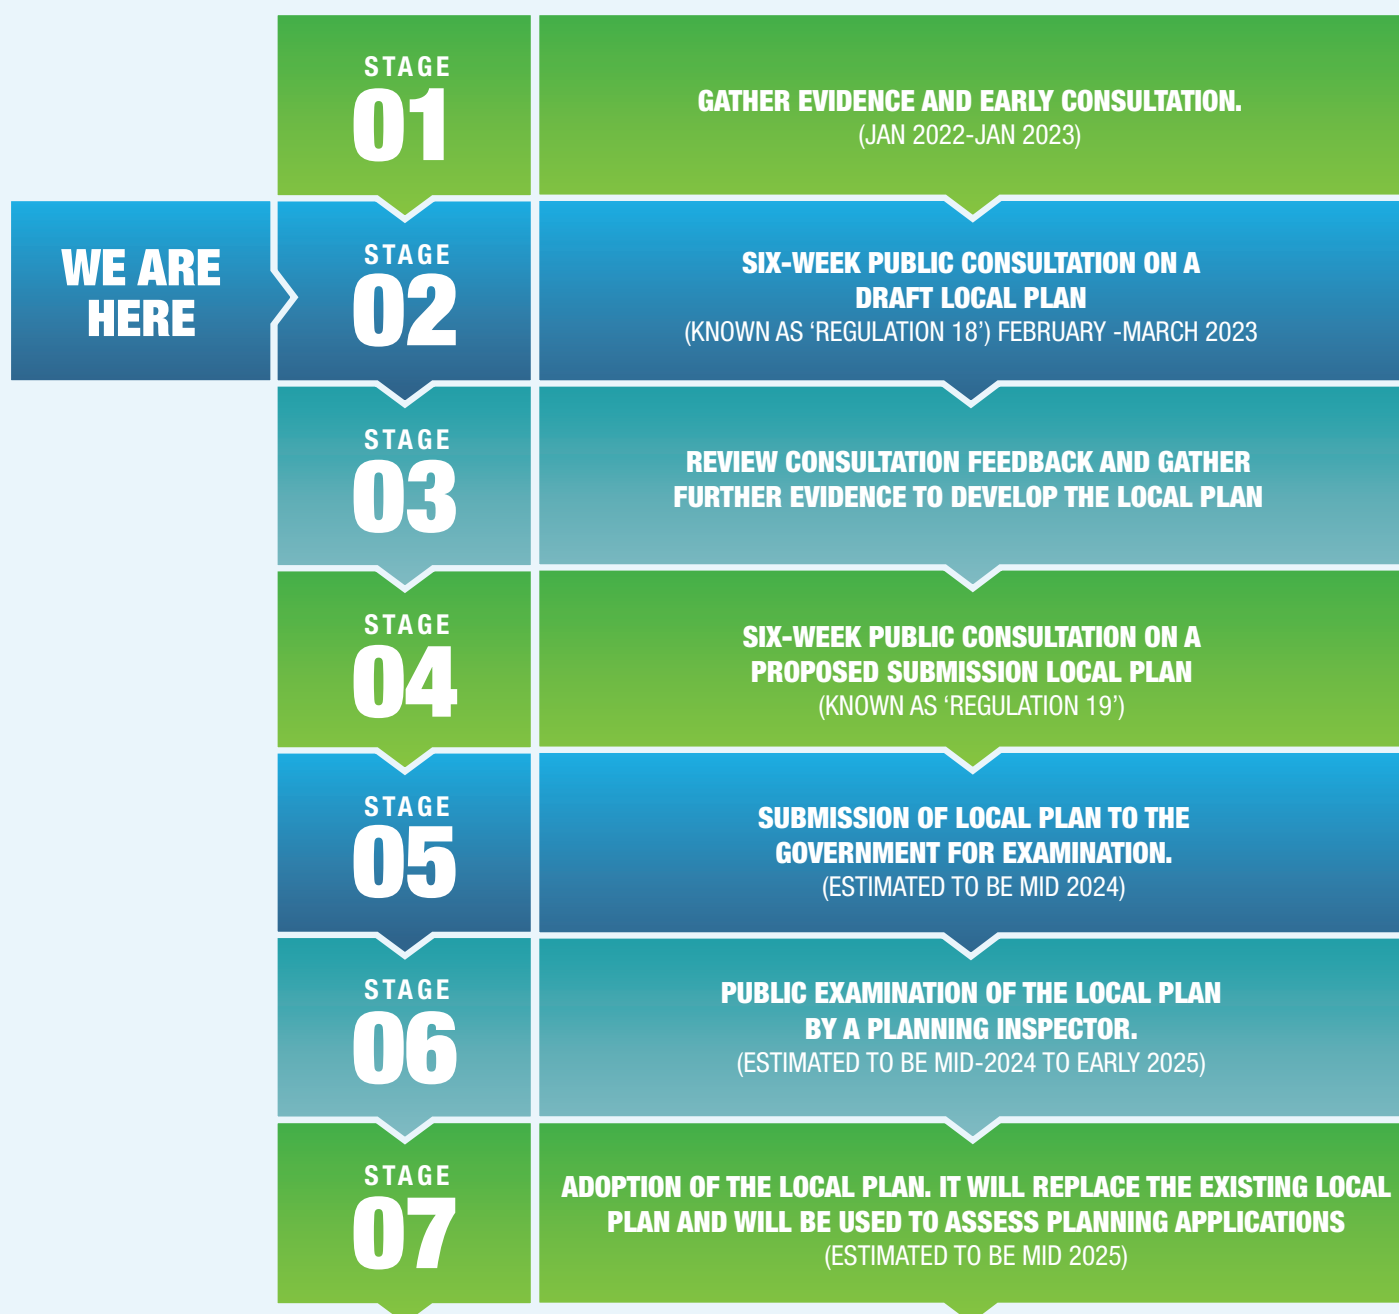 STAGE
01
GATHER EVIDENCE AND EARLY CONSULTATION.
(JAN 2022-JAN 2023)
WE ARE
HERE
STAGE
02
SIX-WEEK PUBLIC CONSULTATION ON A
DRAFT LOCAL PLAN
(KNOWN AS ‘REGULATION 18’) FEBRUARY -MARCH 2023
STAGE
03
REVIEW CONSULTATION FEEDBACK AND GATHER
FURTHER EVIDENCE TO DEVELOP THE LOCAL PLAN
STAGE
04
SIX-WEEK PUBLIC CONSULTATION ON A
PROPOSED SUBMISSION LOCAL PLAN
(KNOWN AS ‘REGULATION 19’)
STAGE
05
SUBMISSION OF LOCAL PLAN TO THE
GOVERNMENT FOR EXAMINATION.
(ESTIMATED TO BE MID 2024)
STAGE
06
PUBLIC EXAMINATION OF THE LOCAL PLAN
BY A PLANNING INSPECTOR.
(ESTIMATED TO BE MID-2024 TO EARLY 2025)
STAGE
07
ADOPTION OF THE LOCAL PLAN. IT WILL REPLACE THE EXISTING LOCAL
PLAN AND WILL BE USED TO ASSESS PLANNING APPLICATIONS
(ESTIMATED TO BE MID 2025)